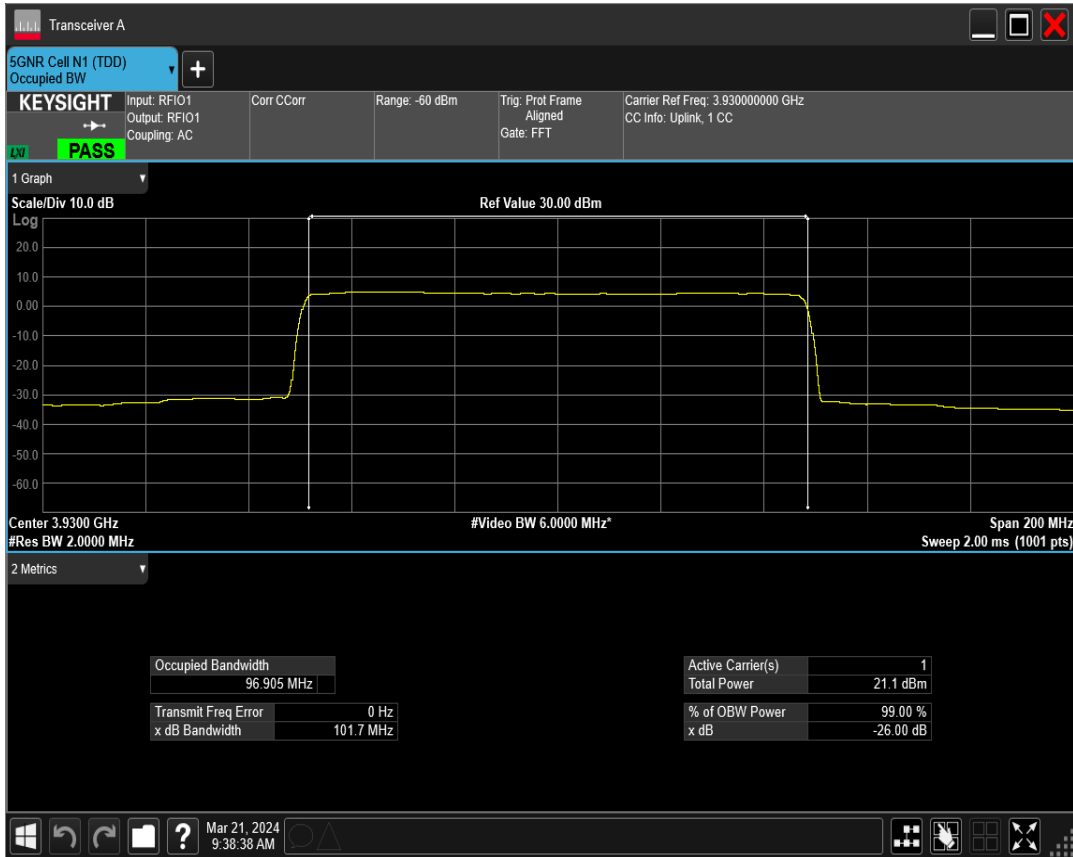 Transceiver A
5GNR Cell N1 (TDD)
Occupied BW
+
KEYSIGHT
LXI
PASS
Input: RFIO1
Output: RFIO1
Coupling: AC
Corr CCorr
Range: -60 dBm
Trig: Prot Frame
Aligned
Gate: FFT
Carrier Ref Freq: 3.930000000 GHz
CC Info: Uplink, 1 CC
1 Graph
Scale/Div 10.0 dB
Ref Value 30.00 dBm
Log
20.0
10.0
0.00
-10.0
-20.0
-30.0
-40.0
-50.0
-60.0
Center 3.9300 GHz
#Video BW 6.0000 MHz*
Span 200 MHz
#Res BW 2.0000 MHz
Sweep 2.00 ms (1001 pts)
2 Metrics
Occupied Bandwidth
96.905 MHz
Transmit Freq Error 0 Hz
x dB Bandwidth 101.7 MHz
Active Carrier(s) 1
Total Power 21.1 dBm
% of OBW Power 99.00 %
x dB -26.00 dB
?
Mar 21, 2024
9:38:38 AM